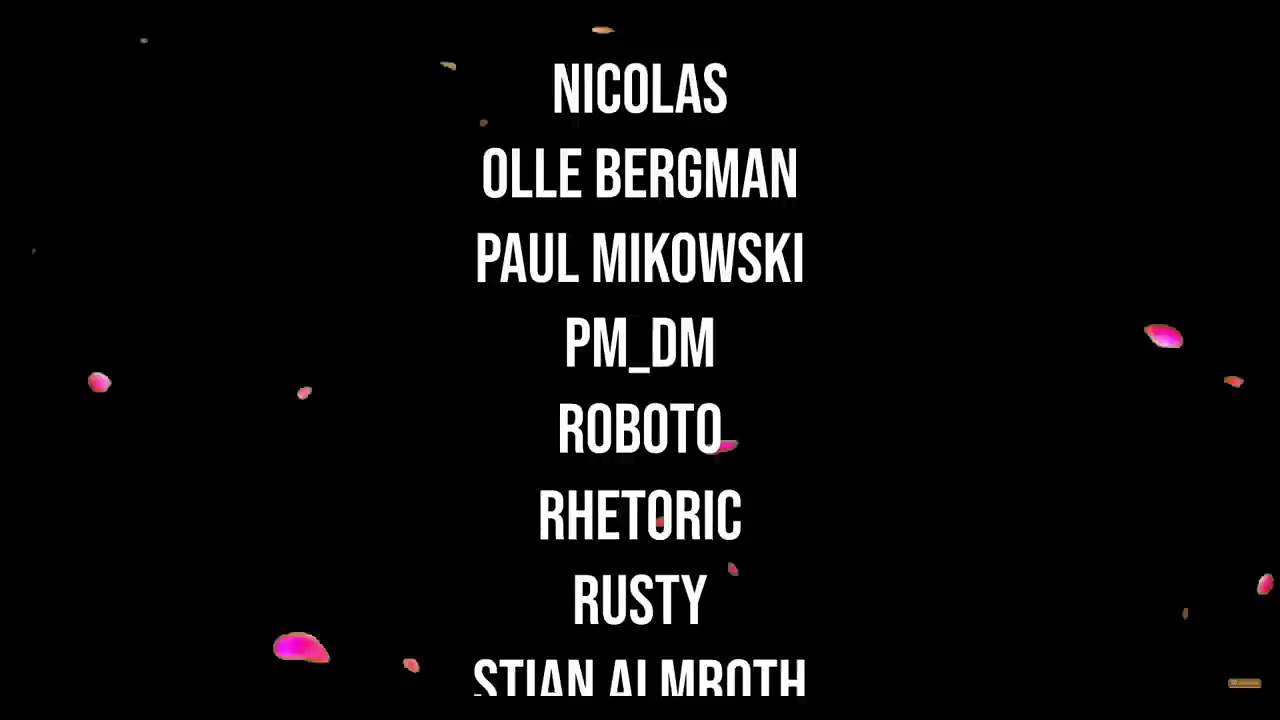 NICOLAS
OLLE BERGMAN
PAUL MIKOWSKI
PM_DM
ROBOTO
RHETORIC
RUSTY
STIAN ALMROTH